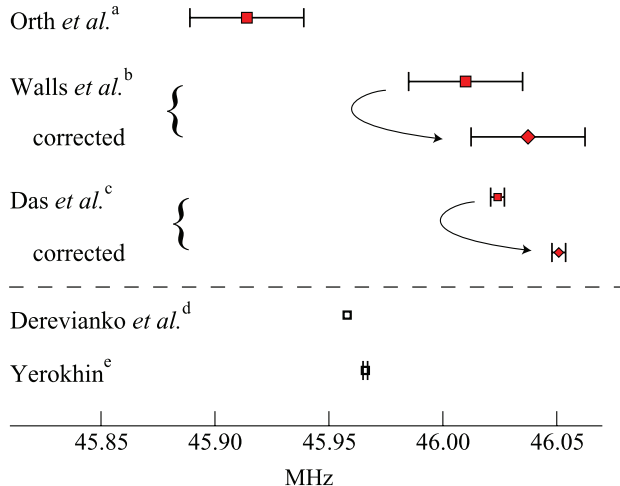 Orth et al.a
Walls et al.b
corrected
Das et al.c
corrected
Derevianko et al.d
Yerokhine
45.85 45.90 45.95 46.00 46.05
MHz